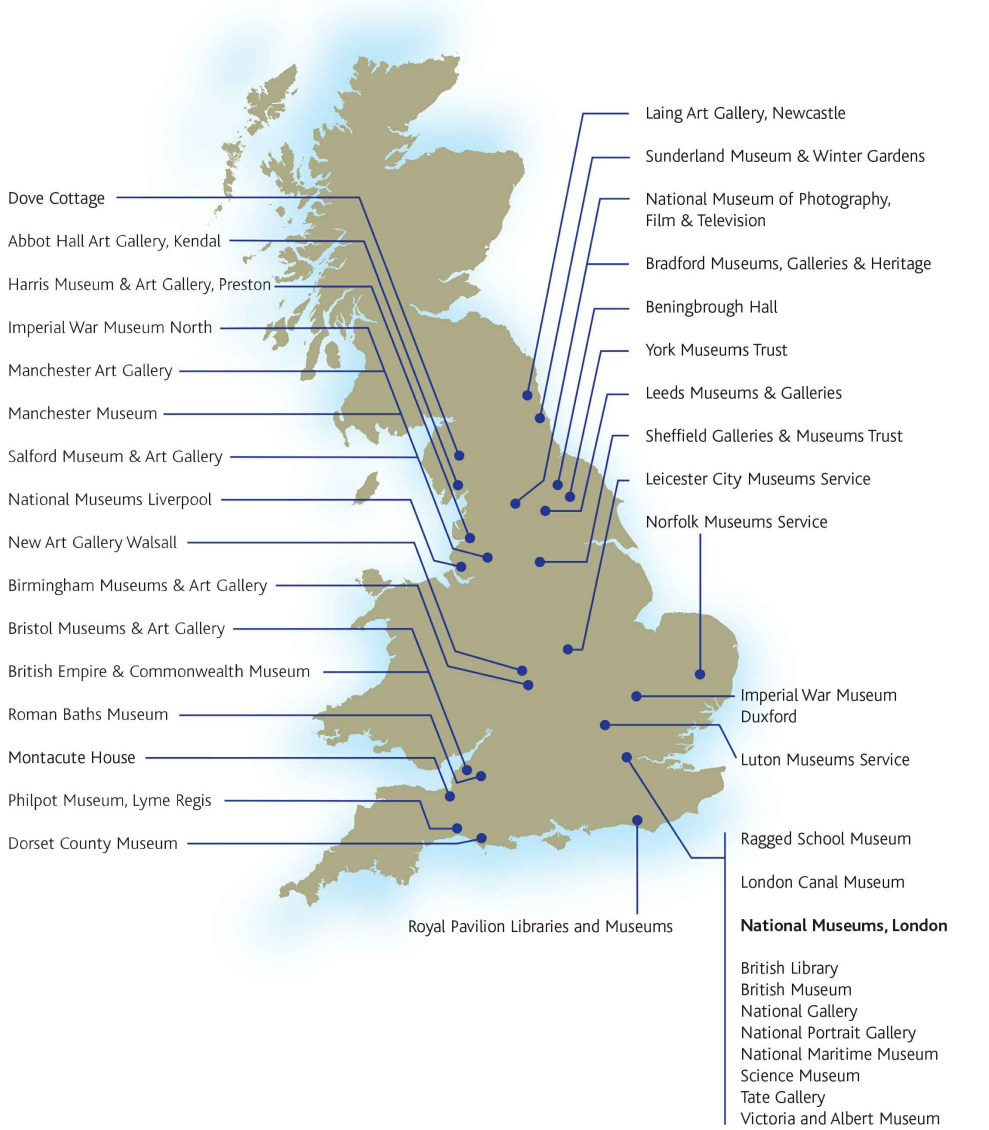 Dove Cottage
Abbot Hall Art Gallery, Kendal
Harris Museum & Art Gallery, Preston
Imperial War Museum North
Manchester Art Gallery
Manchester Museum
Salford Museum & Art Gallery
National Museums Liverpool
New Art Gallery Walsall
Birmingham Museums & Art Gallery
Bristol Museums & Art Gallery
British Empire & Commonwealth Museum
Roman Baths Museum
Montacute House
Philpot Museum, Lyme Regis
Dorset County Museum
Laing Art Gallery, Newcastle
Sunderland Museum & Winter Gardens
National Museum of Photography,
Film & Television
Bradford Museums, Galleries & Heritage
Beningbrough Hall
York Museums Trust
Leeds Museums & Galleries
Sheffield Galleries & Museums Trust
Leicester City Museums Service
Norfolk Museums Service
Imperial War Museum
Duxford
Luton Museums Service
Ragged School Museum
London Canal Museum
National Museums, London
British Library
British Museum
National Gallery
National Portrait Gallery
National Maritime Museum
Science Museum
Tate Gallery
Victoria and Albert Museum
Royal Pavilion Libraries and Museums